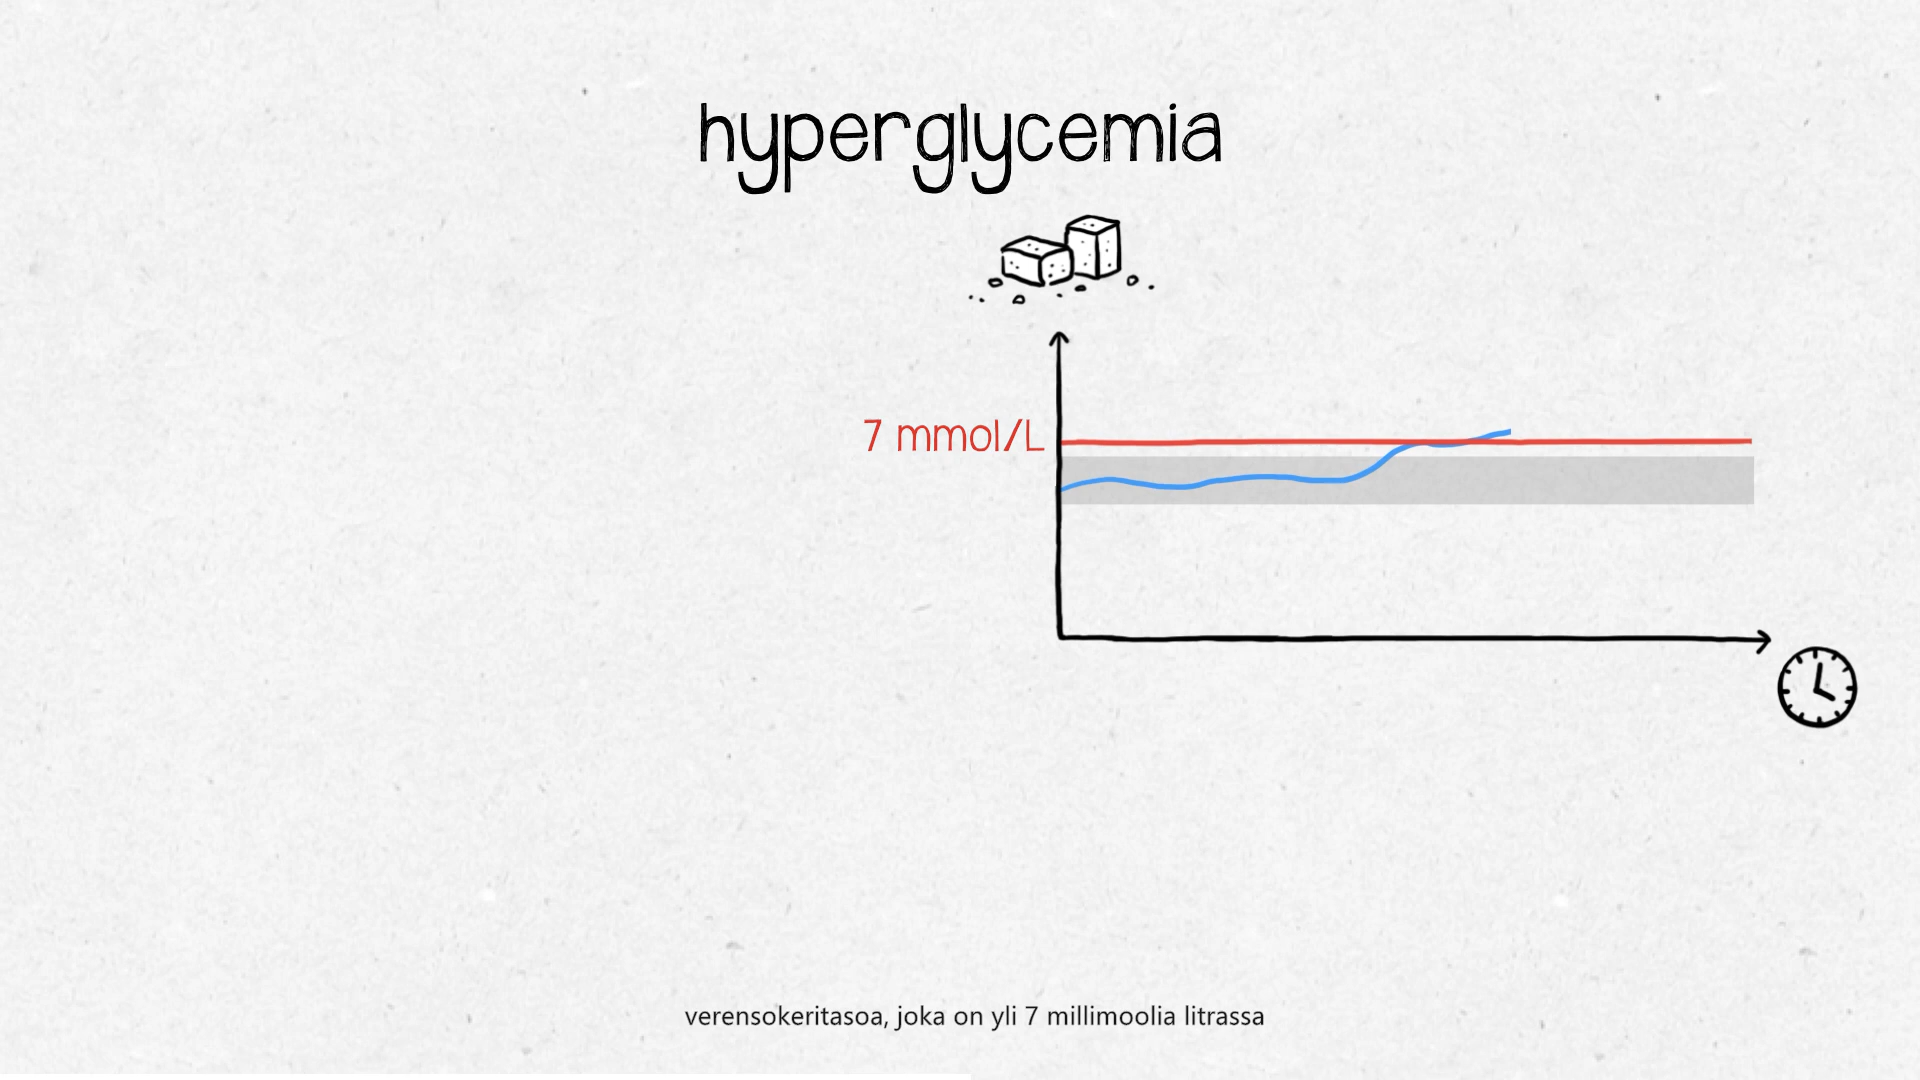 hyperglycemia
7 mmol/L
verensokeritasoa, joka on yli 7 millimoolia litrassa